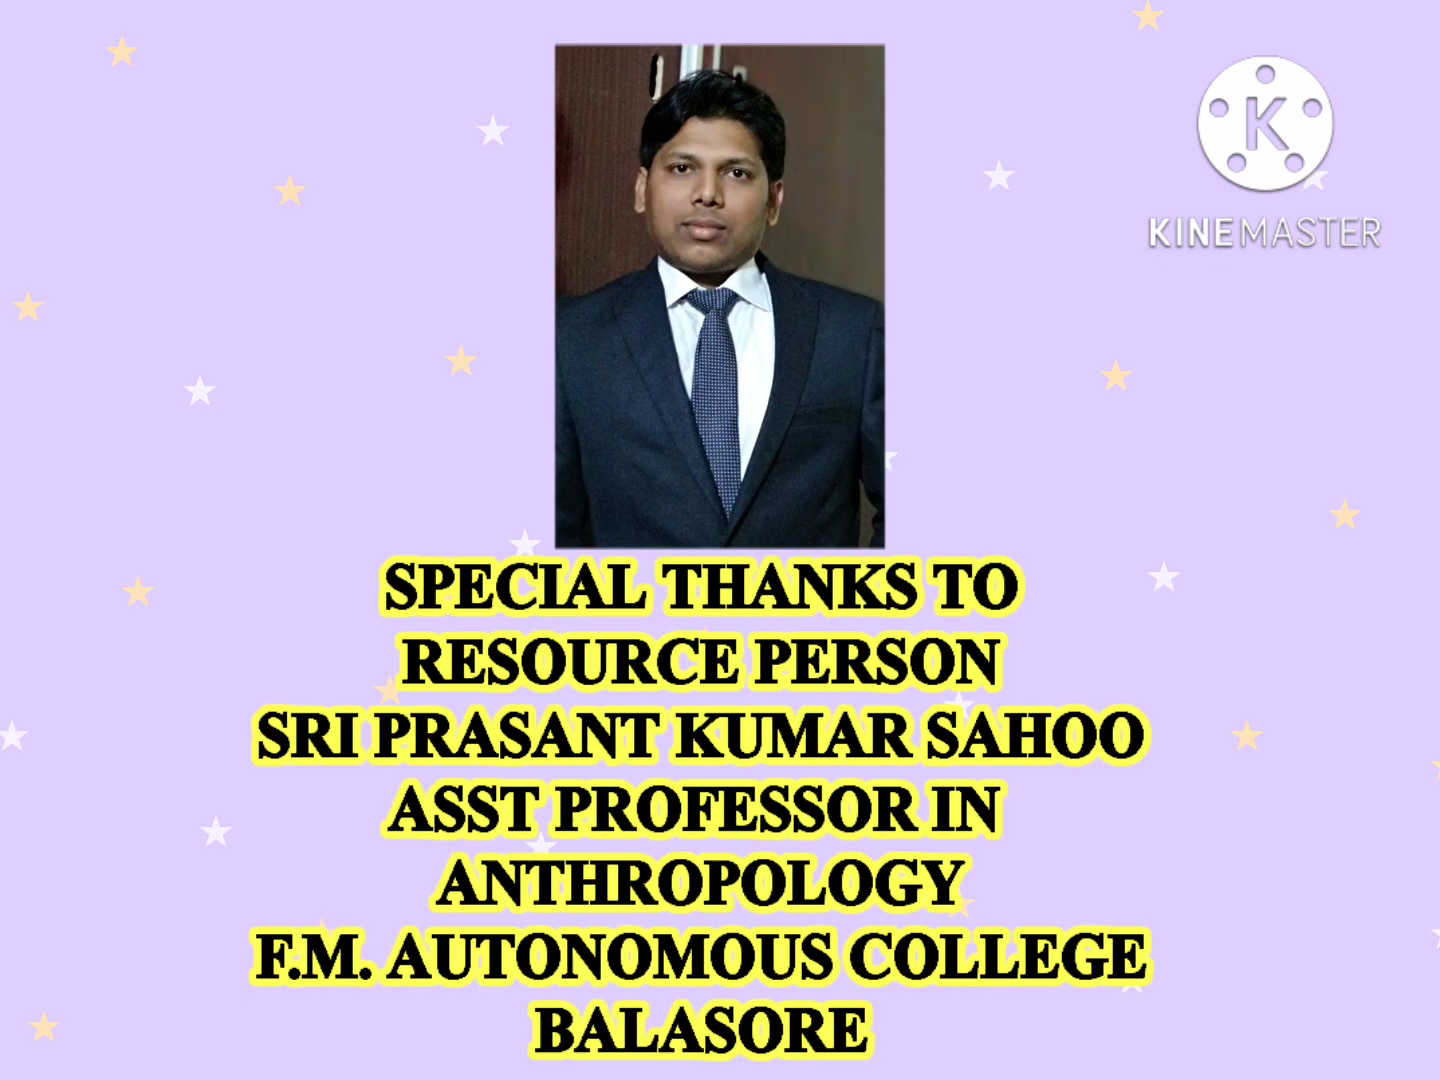 K
KINEMASTER
SPECIAL THANKS TO
RESOURCE PERSON
SRI PRASANT KUMAR SAHOO
ASST PROFESSOR IN
ANTHROPOLOGY
F.M. AUTONOMOUS COLLEGE
BALASORE